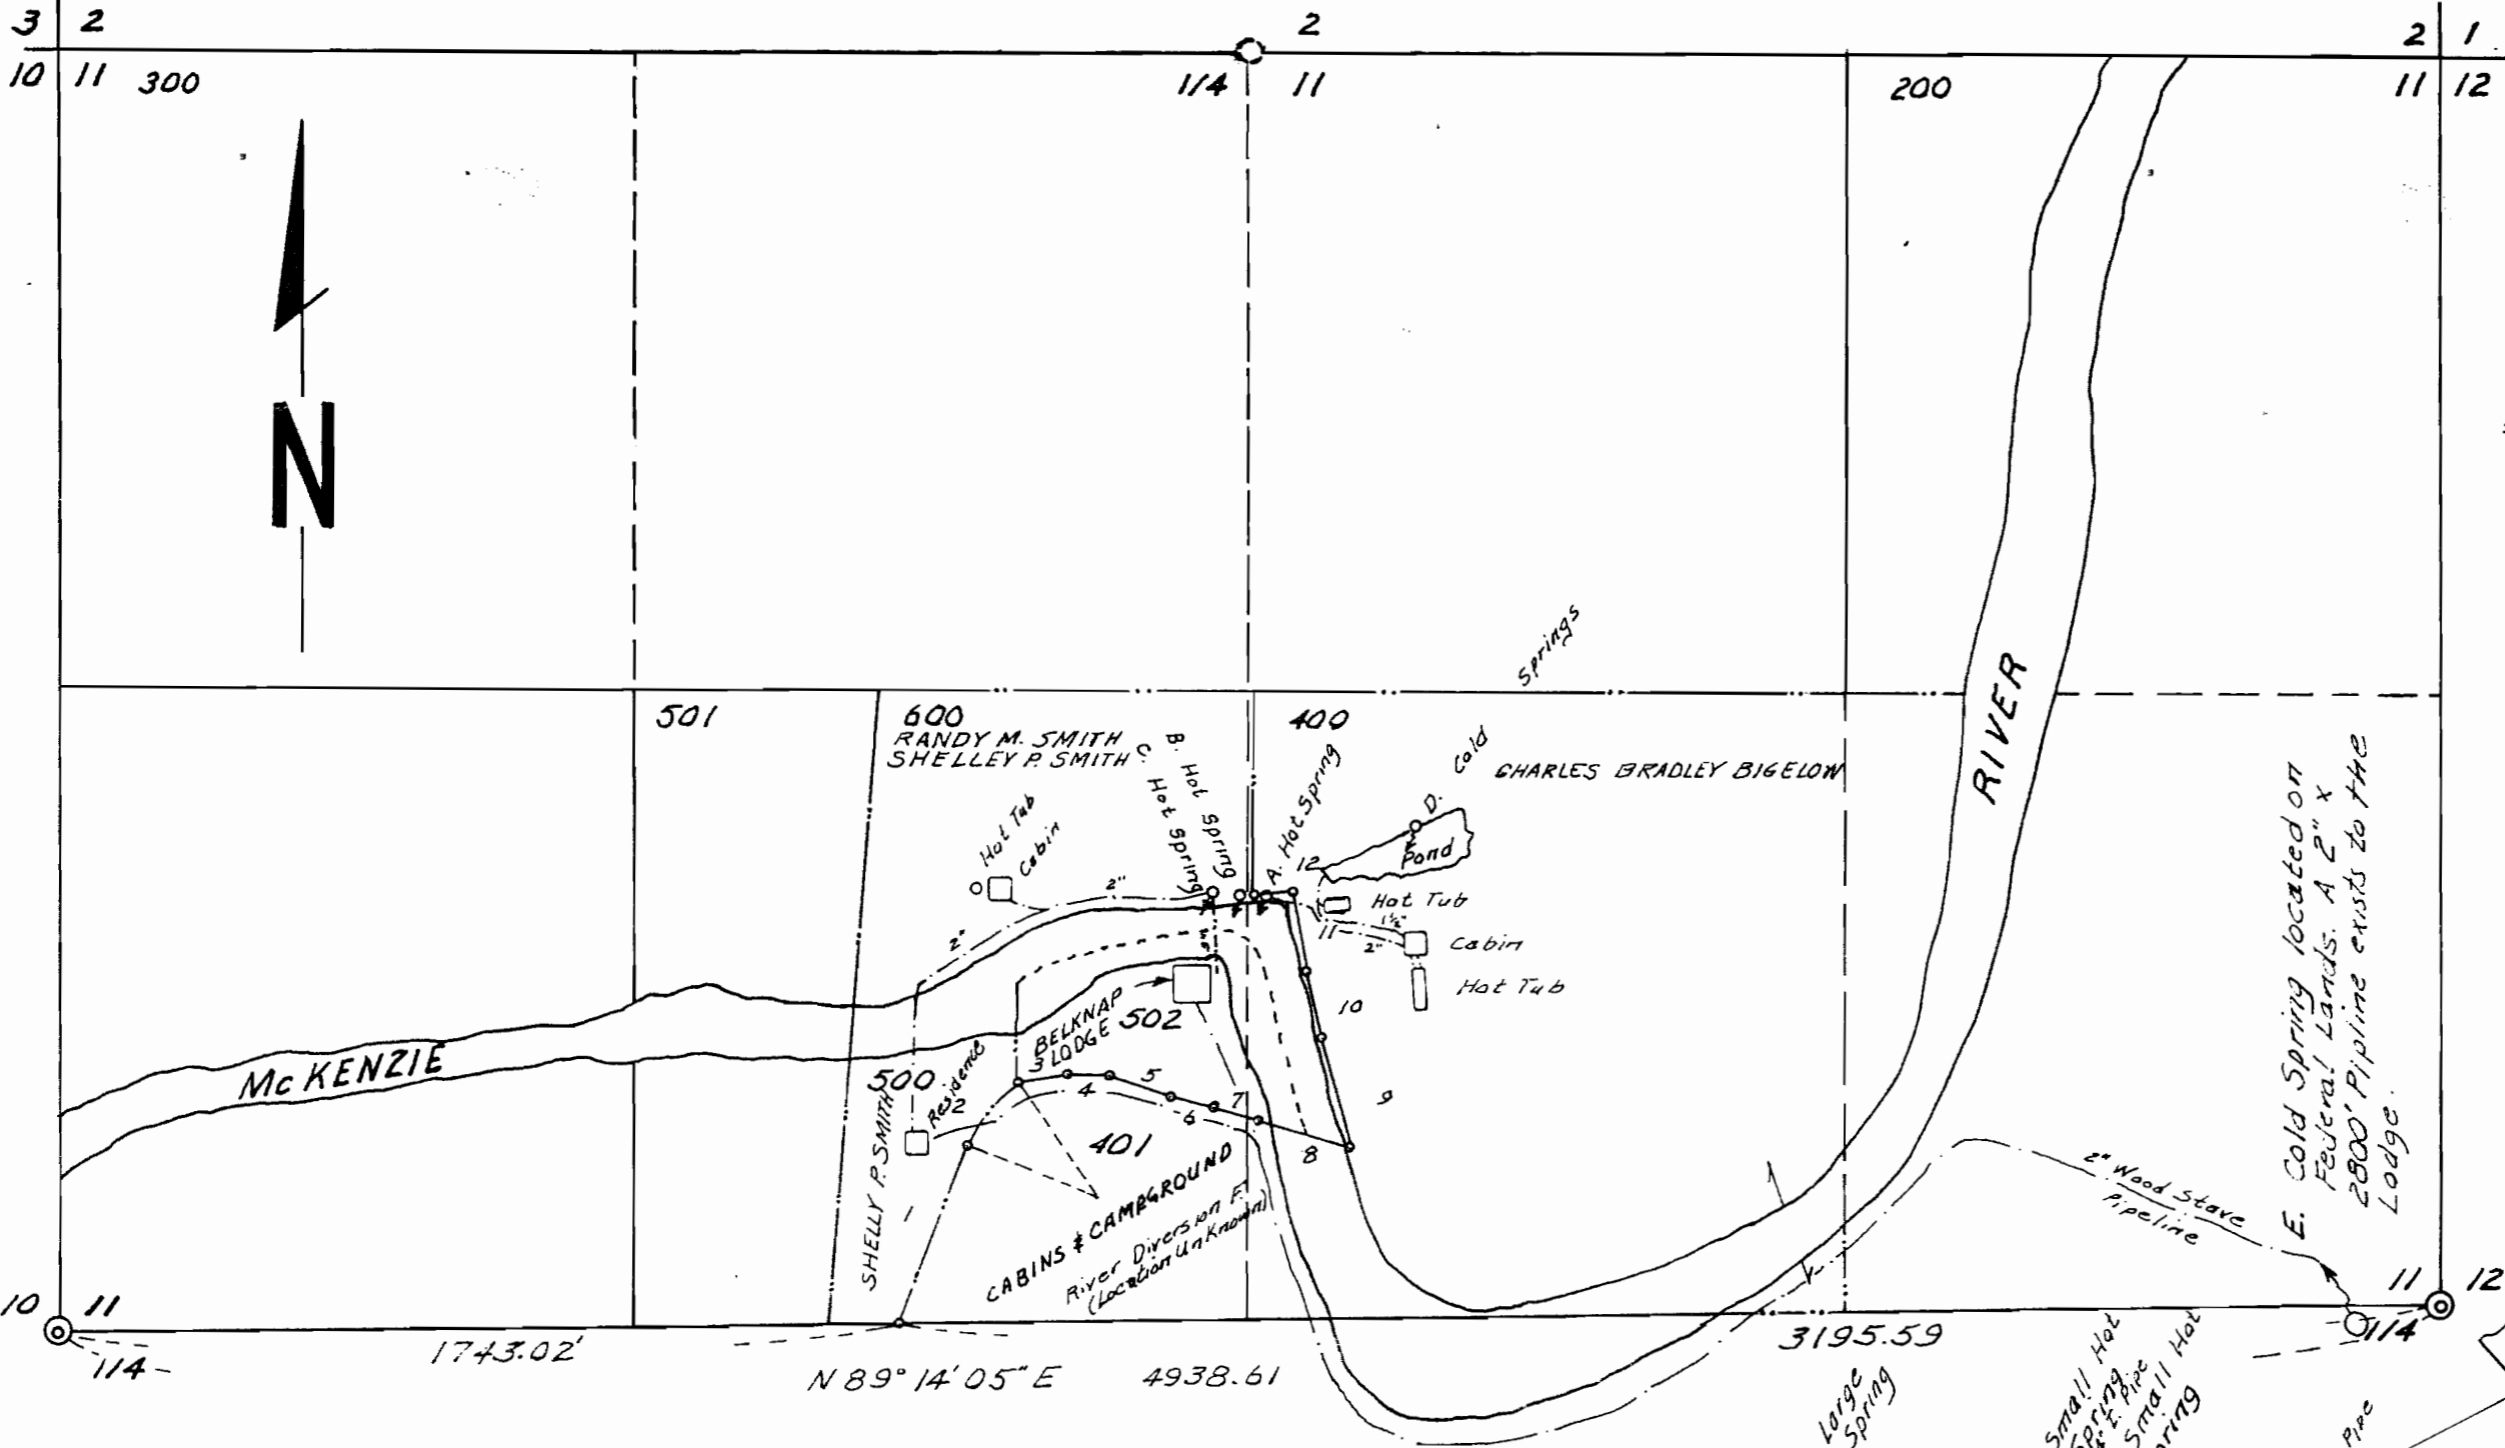 3 2
2
2 1
10 11 300
1/4 11
200
11 12
N
Springs
501
600
RANDY M. SMITH
SHELLEY P. SMITH
400
CHARLES BRADLEY BIGELOW
C. Hot Spring
B. Hot Spring
A. Hot Spring
D.
Cold
Pond
12
Hot Tub
Cabin
2"
2"
Hot Tub
1½"
11
2"
Cabin
Hot Tub
10
9
RIVER
McKENZIE
BELKNAP
LODGE
502
3
5
4
7
6
8
500
Residence
2
401
SHELLY P. SMITH
1
CABINS & CAMPGROUND
River Diversion F.
(Location Unknown)
E. Cold Spring located on
Federal Lands. A 2" x
2800' Pipline exists to the
Lodge.
2" Wood Stave
Pipeline
10 11
11 12
1/4
1/4
1743.02'
3195.59
N 89° 14' 05" E 4938.61
Large
Spring
Small Hot
Spring
Pipe
Small Hot
Spring
Pipe